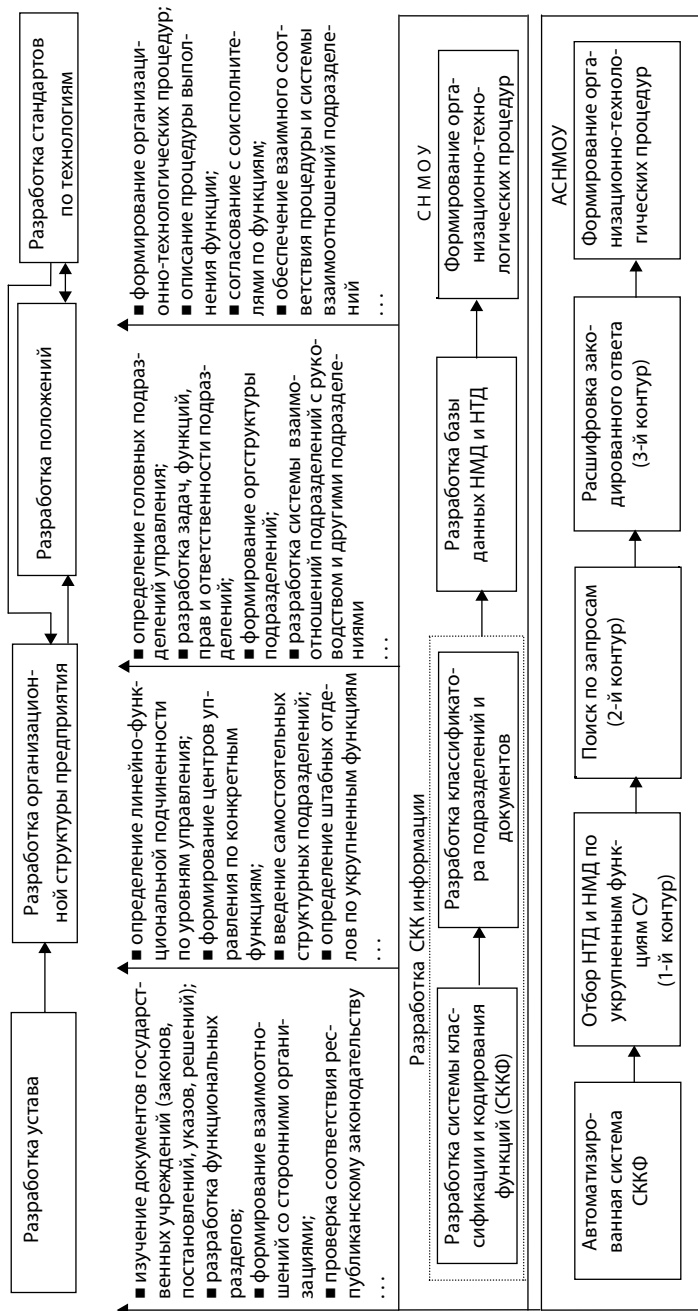 Разработка устава
Разработка организацион-
ной структуры предприятия
Разработка положений
Разработка стандартов
по технологиям
■ изучение документов государст-
венных учреждений (законов,
постановлений, указов, решений);
■ разработка функциональных
разделов;
■ формирование взаимоотно-
шений со сторонними органи-
зациями;
■ проверка соответствия рес-
публиканскому законодательству
...
■ определение линейно-функ-
циональной подчиненности
по уровням управления;
■ формирование центров уп-
равления по конкретным
функциям;
■ введение самостоятельных
структурных подразделений;
■ определение штабных отде-
лов по укрупненным функциям
...
■ определение головных подраз-
делений управления;
■ разработка задач, функций,
прав и ответственности подраз-
делений;
■ формирование оргструктуры
подразделений;
■ разработка системы взаимо-
отношений подразделений с руко-
водством и другими подразделе-
ниями
...
■ формирование организаци-
онно-технологических процедур;
■ описание процедуры выпол-
нения функции;
■ согласование с соисполните-
лями по функциям;
■ обеспечение взаимного соот-
ветствия процедуры и системы
взаимоотношений подразделе-
ний
...
Разработка СКК информации
СНМОУ
Разработка системы клас-
сификации и кодирования
функций (СККФ)
Разработка классификато-
ра подразделений и
документов
Разработка базы
данных НМД и НТД
Формирование орга-
низационно-техно-
логических процедур
АСНМОУ
Автоматизиро-
ванная система
СККФ
Отбор НТД и НМД по
укрупненным функ-
циям СУ
(1-й контур)
Поиск по запросам
(2-й контур)
Расшифровка зако-
дированного ответа
(3-й контур)
Формирование орга-
низационно-техноло-
гических процедур